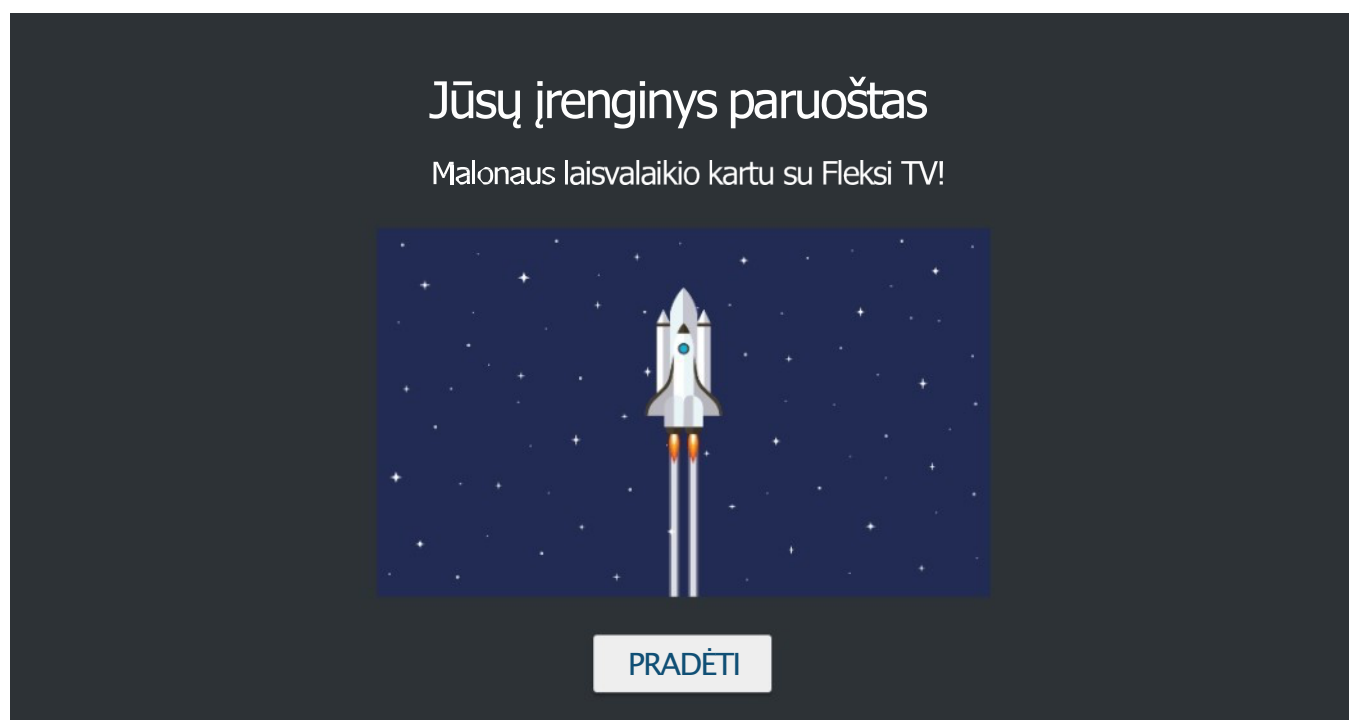 Jūsų įrenginys paruoštas
Malonaus laisvalaikio kartu su Fleksi TV!
PRADĖTI